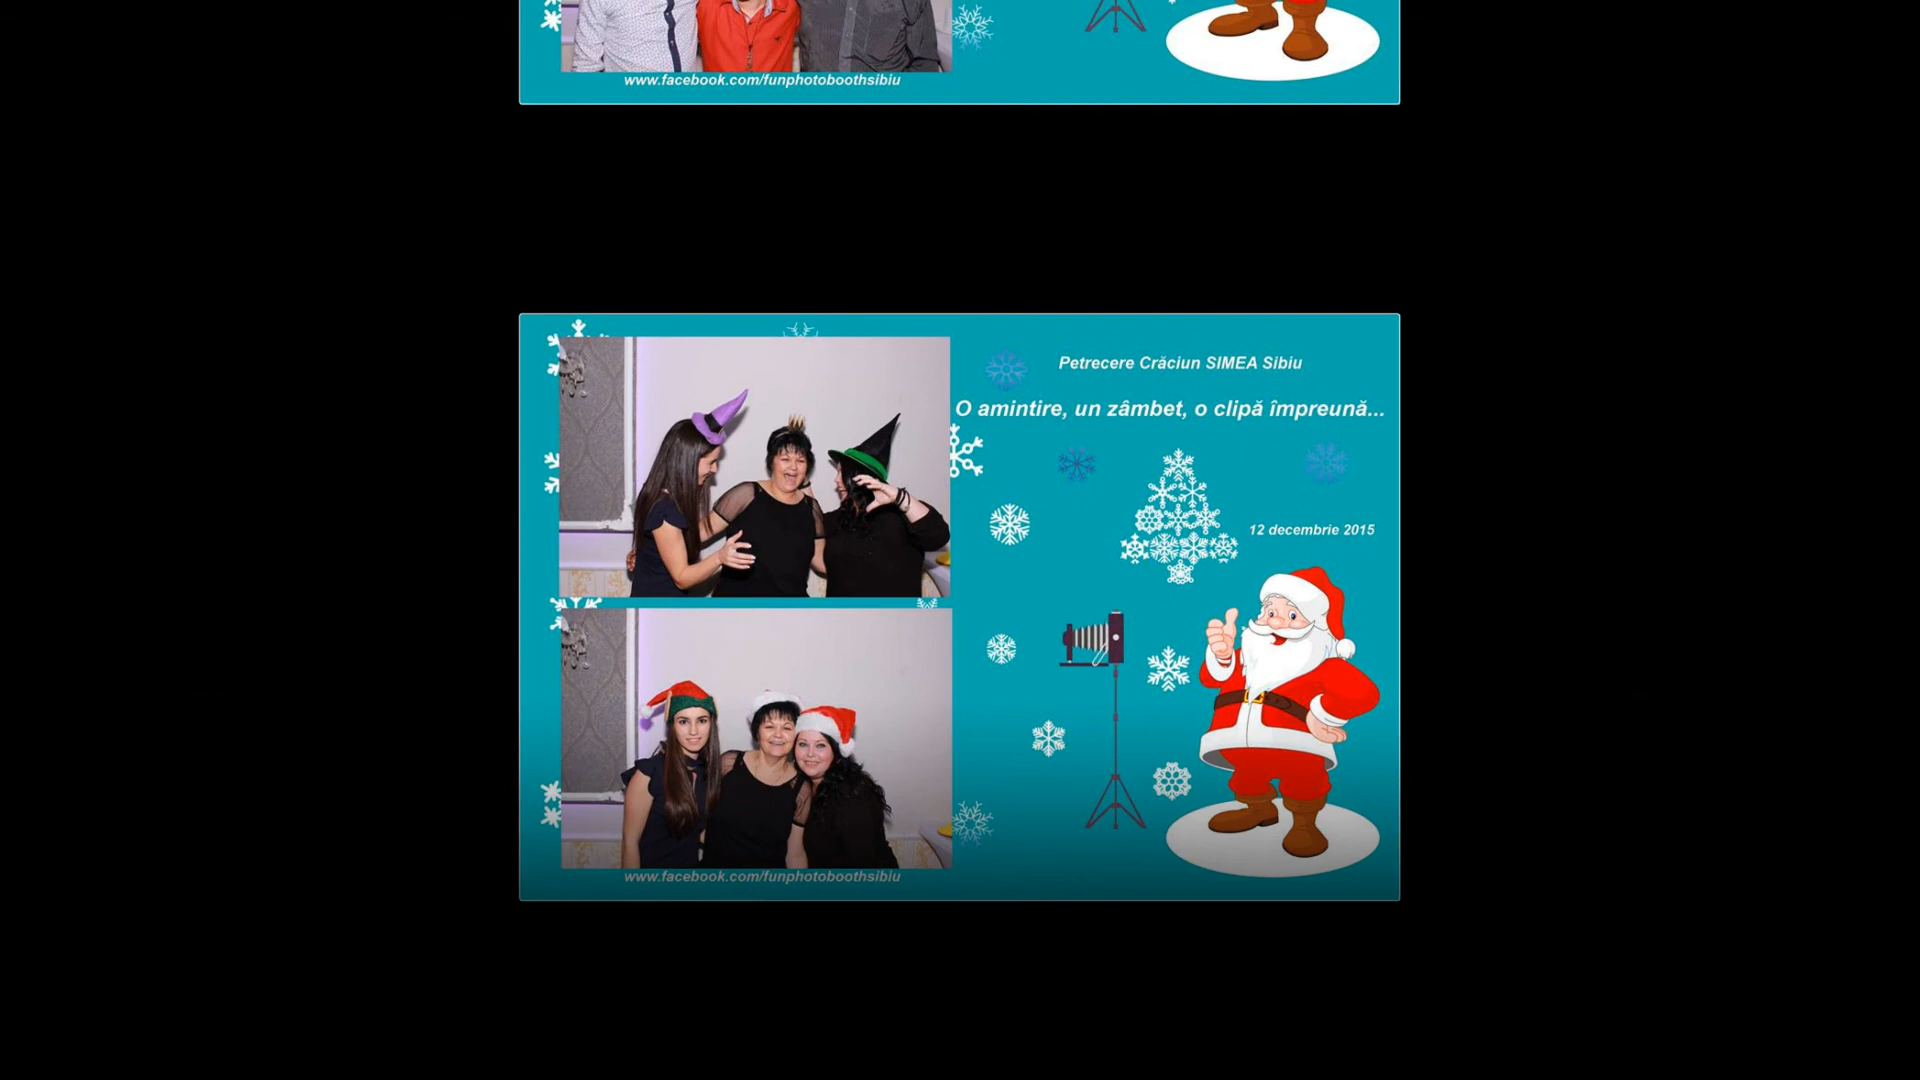 www.facebook.com/funphotoboothsibiu
Petrecere Crăciun SIMEA Sibiu
O amintire, un zâmbet, o clipă împreună...
12 decembrie 2015
www.facebook.com/funphotoboothsibiu